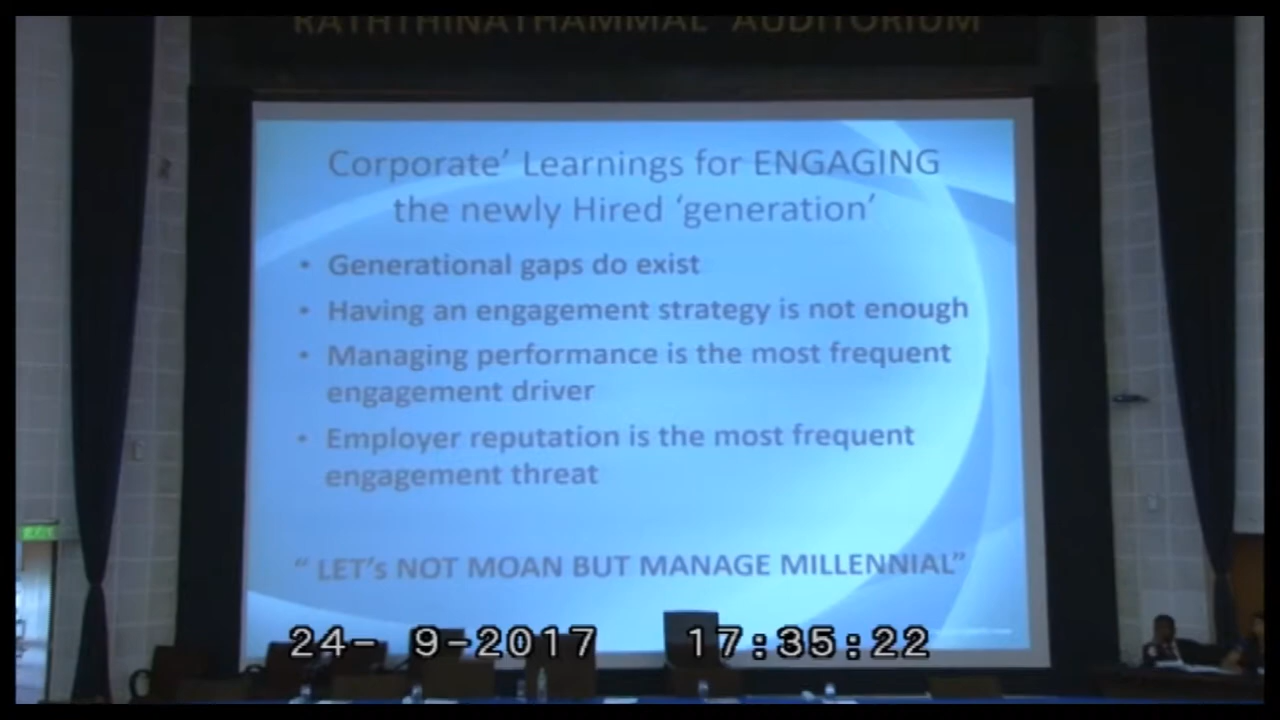 RATHTHINATHAMMAL AUDITORIUM
Corporate’ Learnings for ENGAGING
the newly Hired ‘generation’
• Generational gaps do exist
• Having an engagement strategy is not enough
• Managing performance is the most frequent
engagement driver
• Employer reputation is the most frequent
engagement threat
“ LET’s NOT MOAN BUT MANAGE MILLENNIAL”
24- 9-2017 17:35:22
EXIT